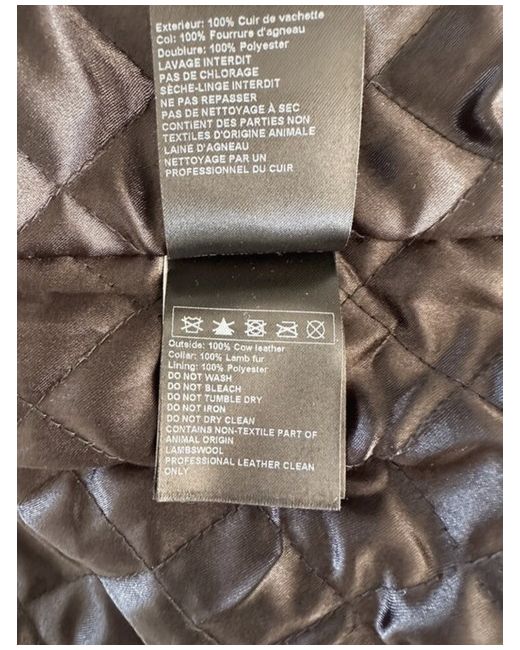 Exterieur: 100% Cuir de vachette
Col: 100% Fourrure d'agneau
Doublure: 100% Polyester
LAVAGE INTERDIT
PAS DE CHLORAGE
SÈCHE-LINGE INTERDIT
NE PAS REPASSER
PAS DE NETTOYAGE À SEC
CONTIENT DES PARTIES NON
TEXTILES D'ORIGINE ANIMALE
LAINE D'AGNEAU
NETTOYAGE PAR UN
PROFESSIONNEL DU CUIR
Outside: 100% Cow leather
Collar: 100% Lamb fur
Lining: 100% Polyester
DO NOT WASH
DO NOT BLEACH
DO NOT TUMBLE DRY
DO NOT IRON
DO NOT DRY CLEAN
CONTAINS NON-TEXTILE PART OF
ANIMAL ORIGIN
LAMBSWOOL
PROFESSIONAL LEATHER CLEAN
ONLY